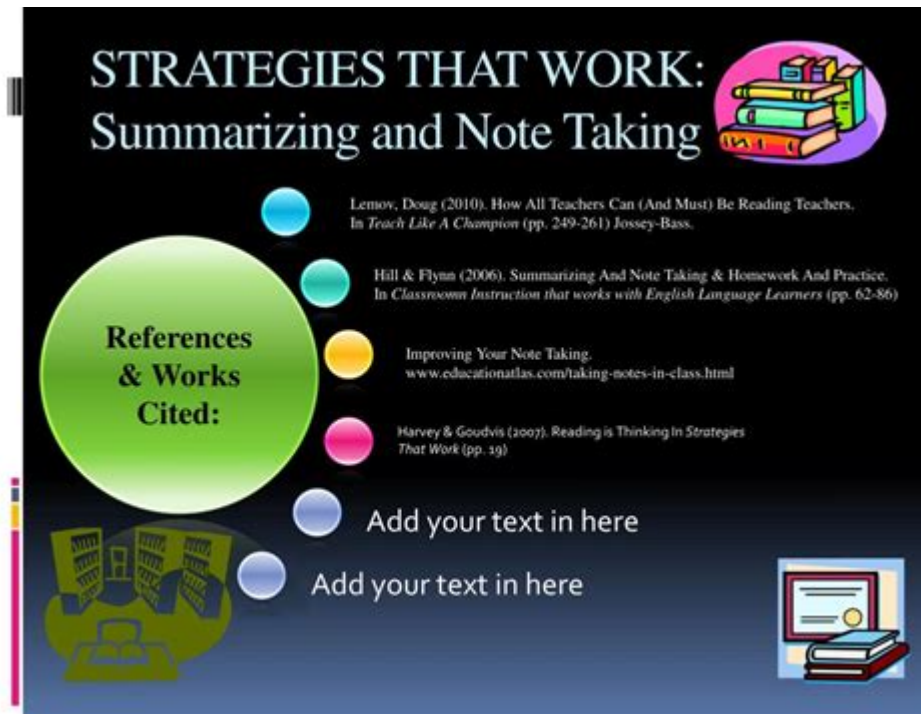 STRATEGIES THAT WORK:
Summarizing and Note Taking
Lemov, Doug (2010). How All Teachers Can (And Must) Be Reading Teachers.
In Teach Like A Champion (pp. 249-261) Jossey-Bass.
Hill & Flynn (2006). Summarizing And Note Taking & Homework And Practice.
In Classroomn Instruction that works with English Language Learners (pp. 62-86)
References
& Works
Cited:
Improving Your Note Taking.
www.educationatlas.com/taking-notes-in-class.html
Harvey & Goudvis (2007). Reading is Thinking In Strategies
That Work (pp. 19)
Add your text in here
Add your text in here